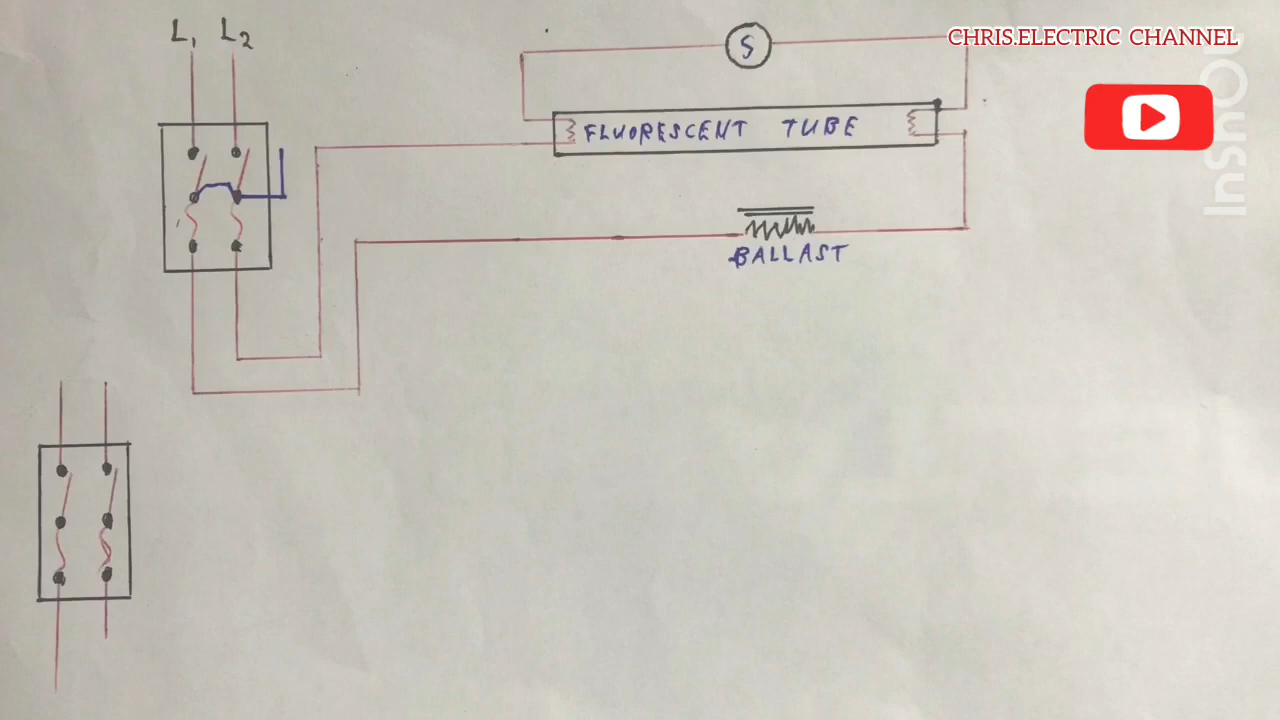 L1 L2
S
CHRIS.ELECTRIC CHANNEL
FLUORESCENT TUBE
BALLAST
InShOt